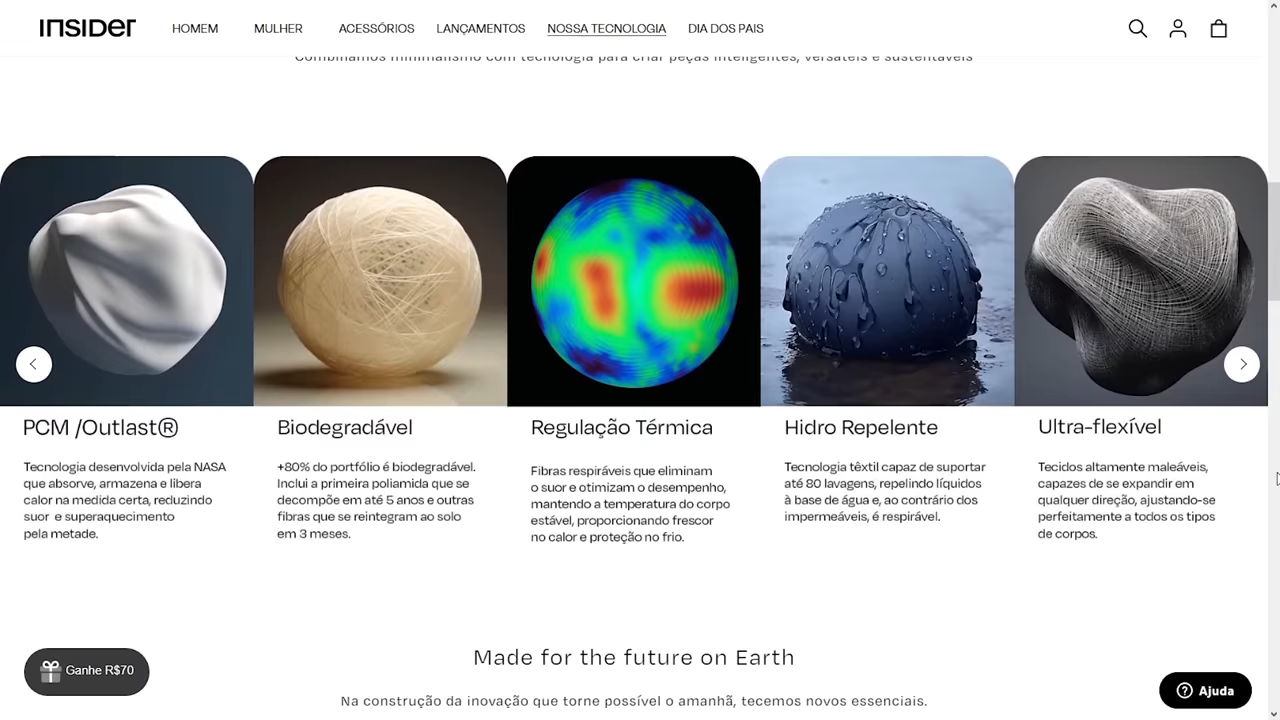 INSIDER
HOMEM MULHER ACESSÓRIOS LANÇAMENTOS NOSSA TECNOLOGIA DIA DOS PAIS
Combinamos minimalismo com tecnologia para criar peças inteligentes, versáteis e sustentáveis
PCM /Outlast®
Tecnologia desenvolvida pela NASA
que absorve, armazena e libera
calor na medida certa, reduzindo
suor e superaquecimento
pela metade.
Biodegradável
+80% do portfólio é biodegradável.
Inclui a primeira poliamida que se
decompõe em até 5 anos e outras
fibras que se reintegram ao solo
em 3 meses.
Regulação Térmica
Fibras respiráveis que eliminam
o suor e otimizam o desempenho,
mantendo a temperatura do corpo
estável, proporcionando frescor
no calor e proteção no frio.
Hidro Repelente
Tecnologia têxtil capaz de suportar
até 80 lavagens, repelindo líquidos
à base de água e, ao contrário dos
impermeáveis, é respirável.
Ultra-flexível
Tecidos altamente maleáveis,
capazes de se expandir em
qualquer direção, ajustando-se
perfeitamente a todos os tipos
de corpos.
Made for the future on Earth
Na construção da inovação que torne possível o amanhã, tecemos novos essenciais.
Ganhe R$70
Ajuda